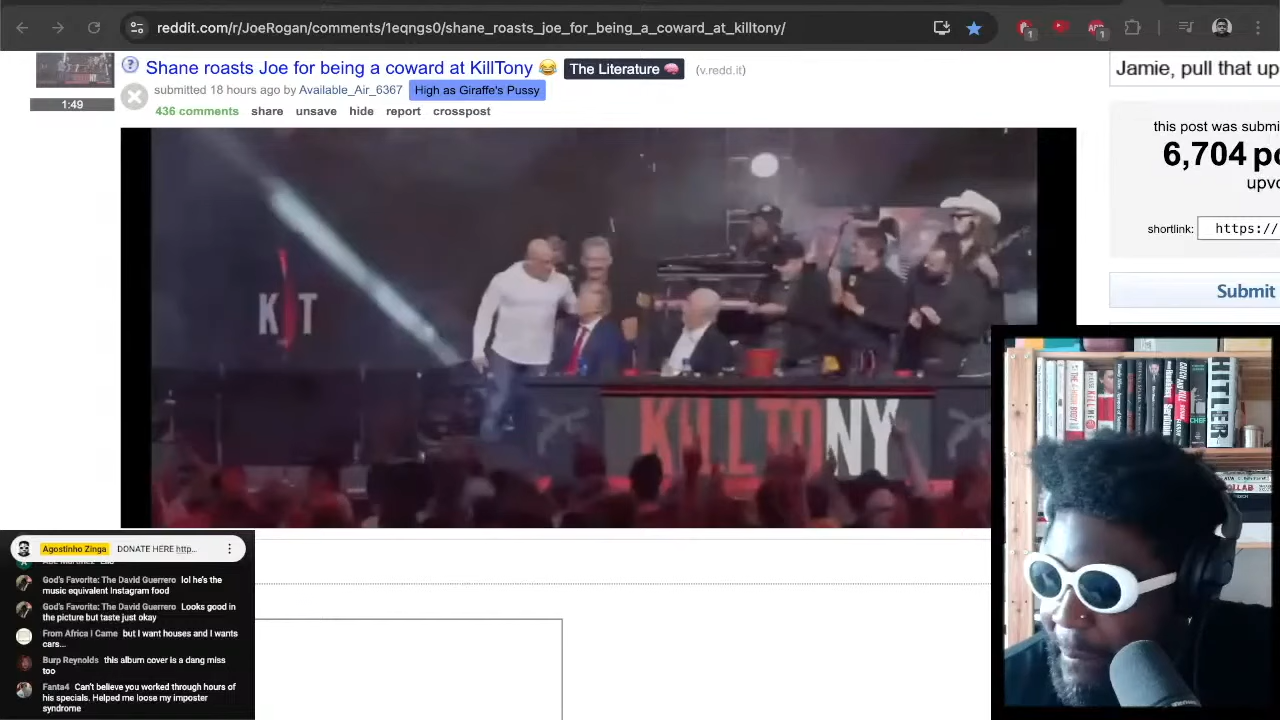 reddit.com/r/JoeRogan/comments/1eqngs0/shane_roasts_joe_for_being_a_coward_at_killtony/
1
1
Shane roasts Joe for being a coward at KillTony 😂 The Literature 🧠 (v.redd.it)
submitted 18 hours ago by Available_Air_6367 High as Giraffe's Pussy
1:49
436 comments share unsave hide report crosspost
Jamie, pull that up
this post was submi
6,704 po
upvo
shortlink: https://
Submit
K T
KILL TONY
HITLER
Agostinho Zinga DONATE HERE http...
God's Favorite: The David Guerrero lol he's the
music equivalent Instagram food
God's Favorite: The David Guerrero Looks good in
the picture but taste just okay
From Africa I Came but I want houses and I wants
cars...
Burp Reynolds this album cover is a dang miss
too
Fanta4 Can't believe you worked through hours of
his specials. Helped me loose my imposter
syndrome